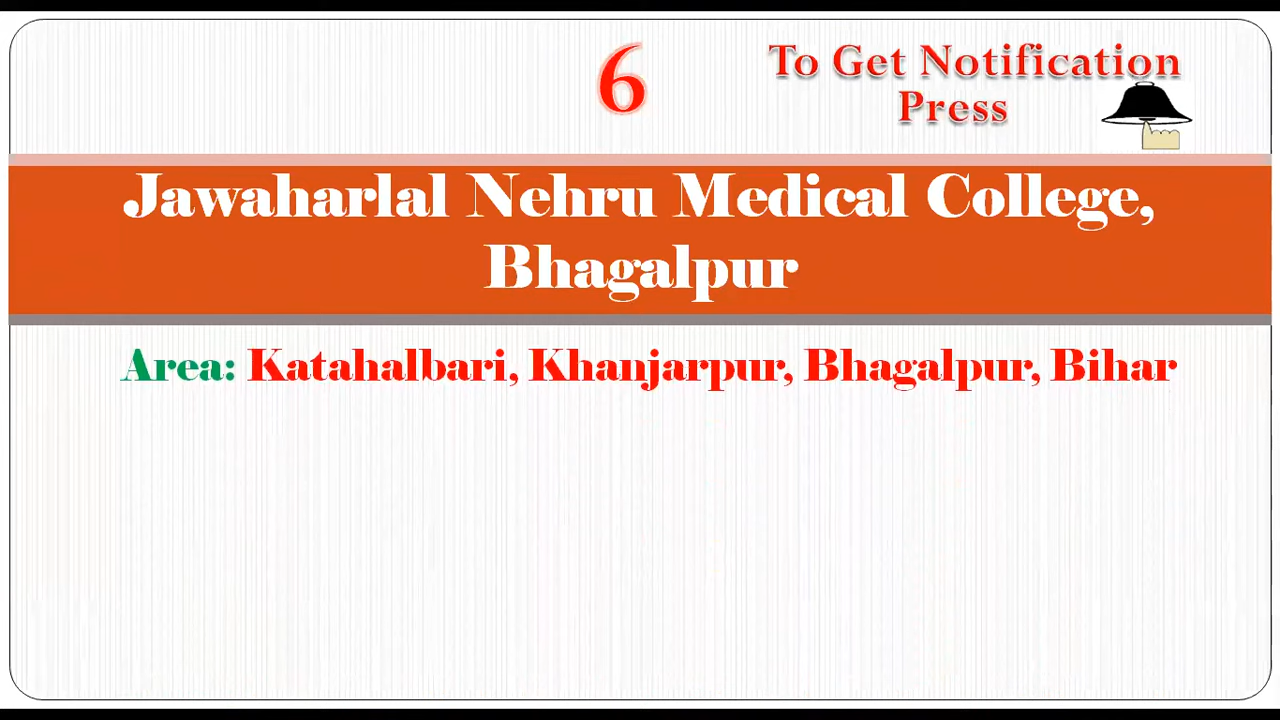 6
To Get Notification
Press
Jawaharlal Nehru Medical College,
Bhagalpur
Area: Katahalbari, Khanjarpur, Bhagalpur, Bihar